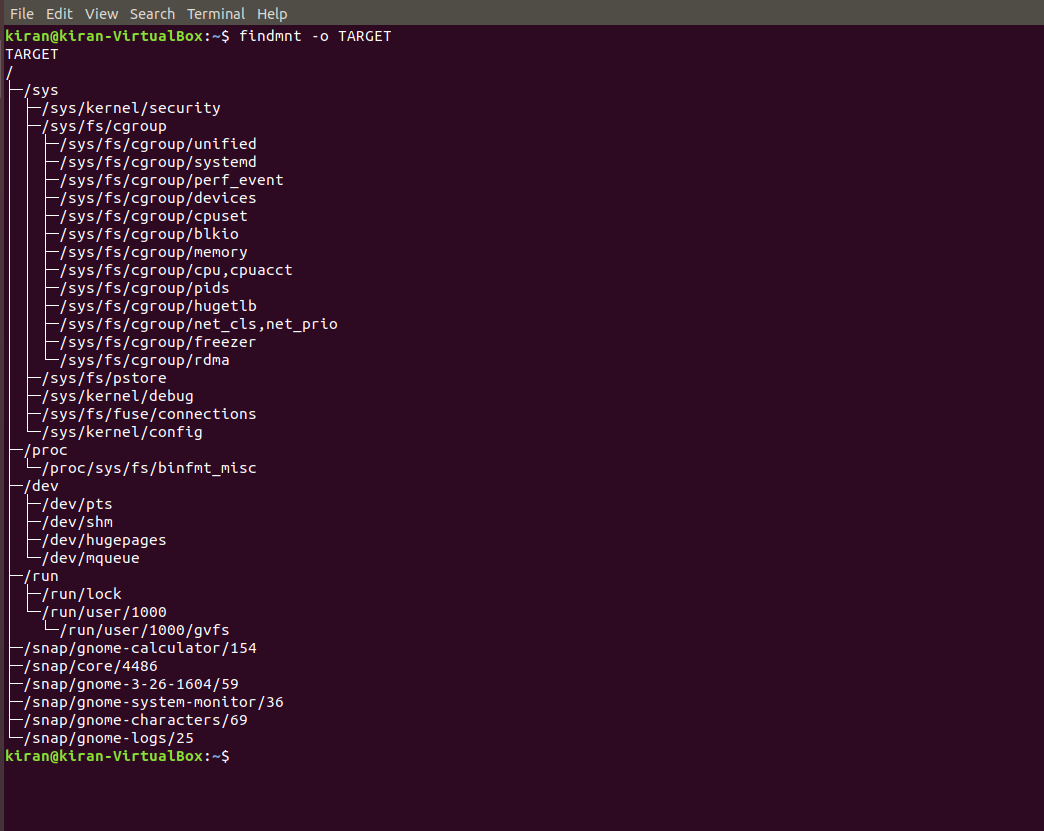 File Edit View Search Terminal Help
kiran@kiran-VirtualBox:~$ findmnt -o TARGET
TARGET
/
├─/sys
│ ├─/sys/kernel/security
│ ├─/sys/fs/cgroup
│ │ ├─/sys/fs/cgroup/unified
│ │ ├─/sys/fs/cgroup/systemd
│ │ ├─/sys/fs/cgroup/perf_event
│ │ ├─/sys/fs/cgroup/devices
│ │ ├─/sys/fs/cgroup/cpuset
│ │ ├─/sys/fs/cgroup/blkio
│ │ ├─/sys/fs/cgroup/memory
│ │ ├─/sys/fs/cgroup/cpu,cpuacct
│ │ ├─/sys/fs/cgroup/pids
│ │ ├─/sys/fs/cgroup/hugetlb
│ │ ├─/sys/fs/cgroup/net_cls,net_prio
│ │ ├─/sys/fs/cgroup/freezer
│ │ └─/sys/fs/cgroup/rdma
│ ├─/sys/fs/pstore
│ ├─/sys/kernel/debug
│ ├─/sys/fs/fuse/connections
│ └─/sys/kernel/config
├─/proc
│ └─/proc/sys/fs/binfmt_misc
├─/dev
│ ├─/dev/pts
│ ├─/dev/shm
│ ├─/dev/hugepages
│ └─/dev/mqueue
├─/run
│ ├─/run/lock
│ └─/run/user/1000
│   └─/run/user/1000/gvfs
├─/snap/gnome-calculator/154
├─/snap/core/4486
├─/snap/gnome-3-26-1604/59
├─/snap/gnome-system-monitor/36
├─/snap/gnome-characters/69
└─/snap/gnome-logs/25
kiran@kiran-VirtualBox:~$